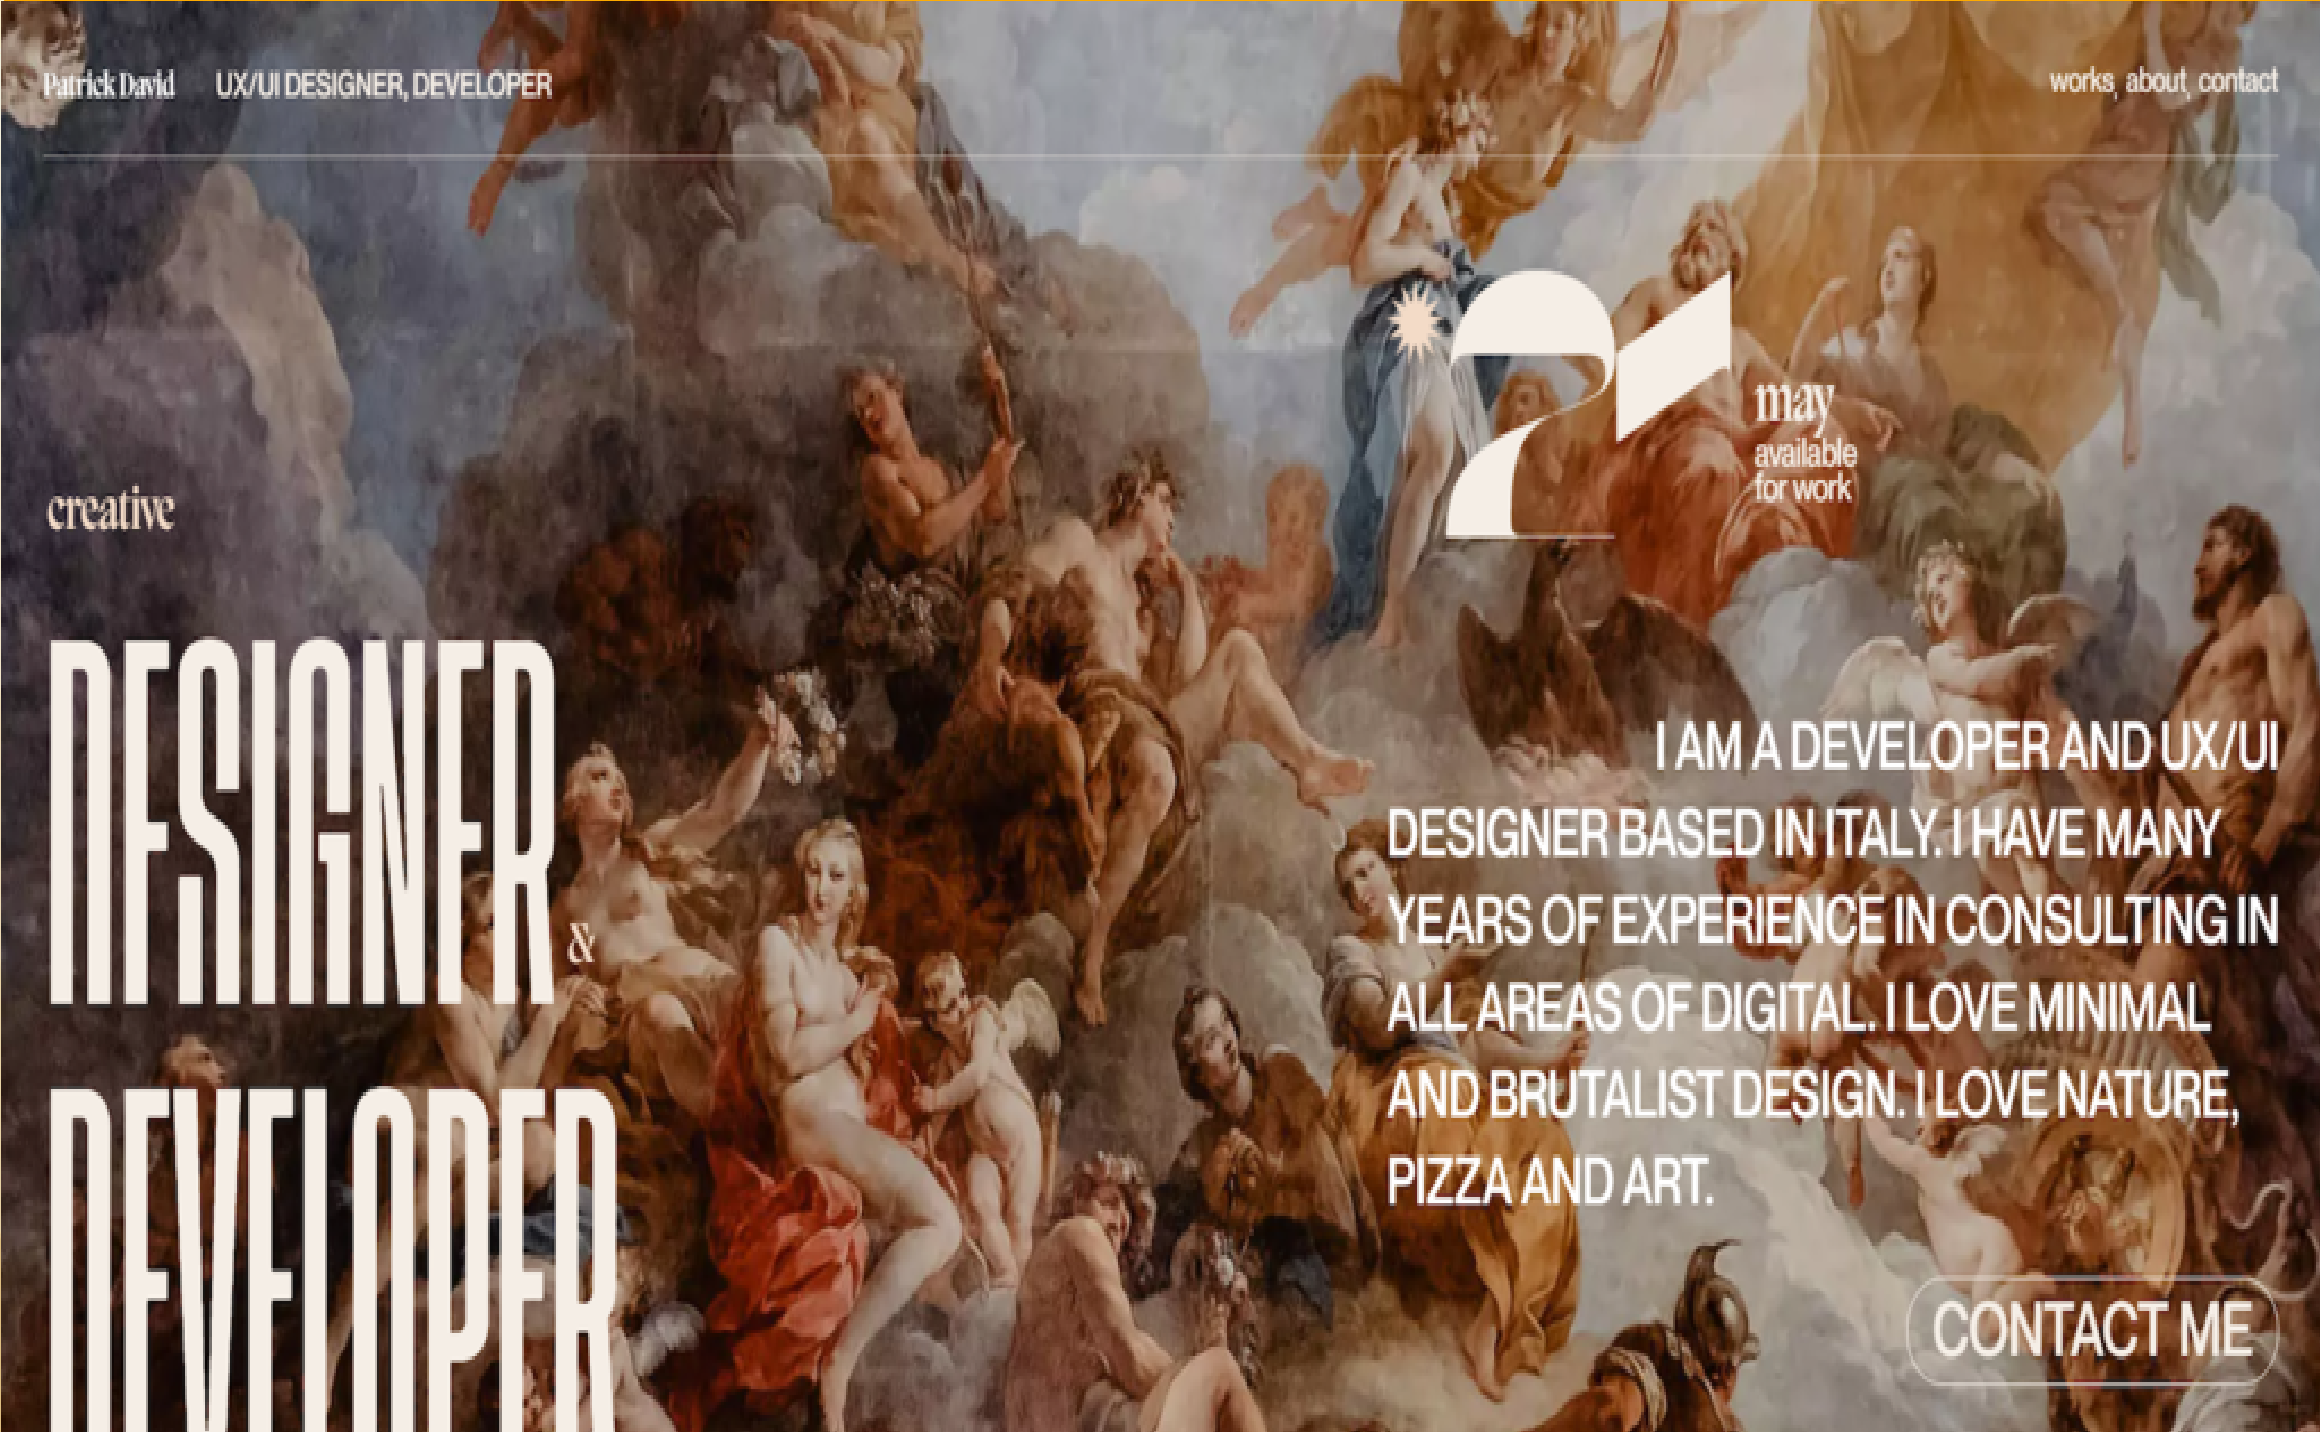 Patrick David
UX/UI DESIGNER, DEVELOPER
works, about, contact
21
may
available
for work
creative
DESIGNER
&
DEVELOPER
I AM A DEVELOPER AND UX/UI
DESIGNER BASED IN ITALY. I HAVE MANY
YEARS OF EXPERIENCE IN CONSULTING IN
ALL AREAS OF DIGITAL. I LOVE MINIMAL
AND BRUTALIST DESIGN. I LOVE NATURE,
PIZZA AND ART.
CONTACT ME